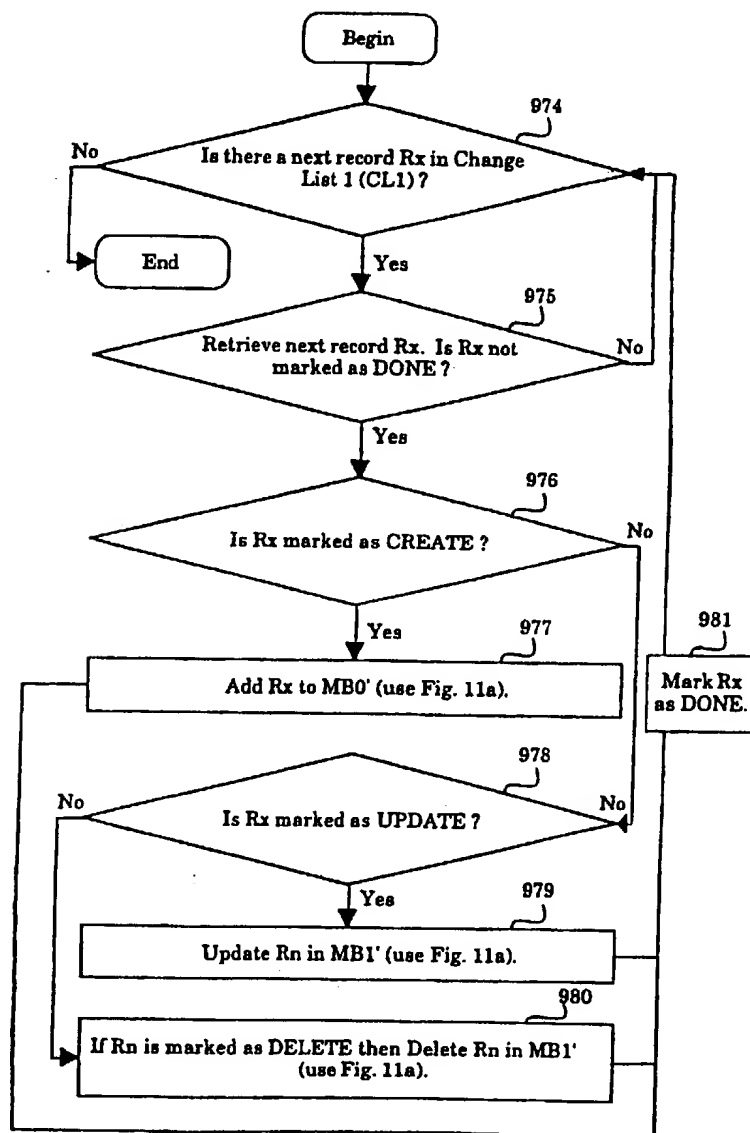 Begin
974
No
Is there a next record Rx in Change
List 1 (CL1) ?
End
Yes
975
Retrieve next record Rx. Is Rx not
marked as DONE ?
No
Yes
976
Is Rx marked as CREATE ?
No
Yes
977
981
Add Rx to MB0' (use Fig. 11a).
Mark Rx
as DONE.
978
No
Is Rx marked as UPDATE ?
No
Yes
979
Update Rn in MB1' (use Fig. 11a).
980
If Rn is marked as DELETE then Delete Rn in MB1'
(use Fig. 11a).